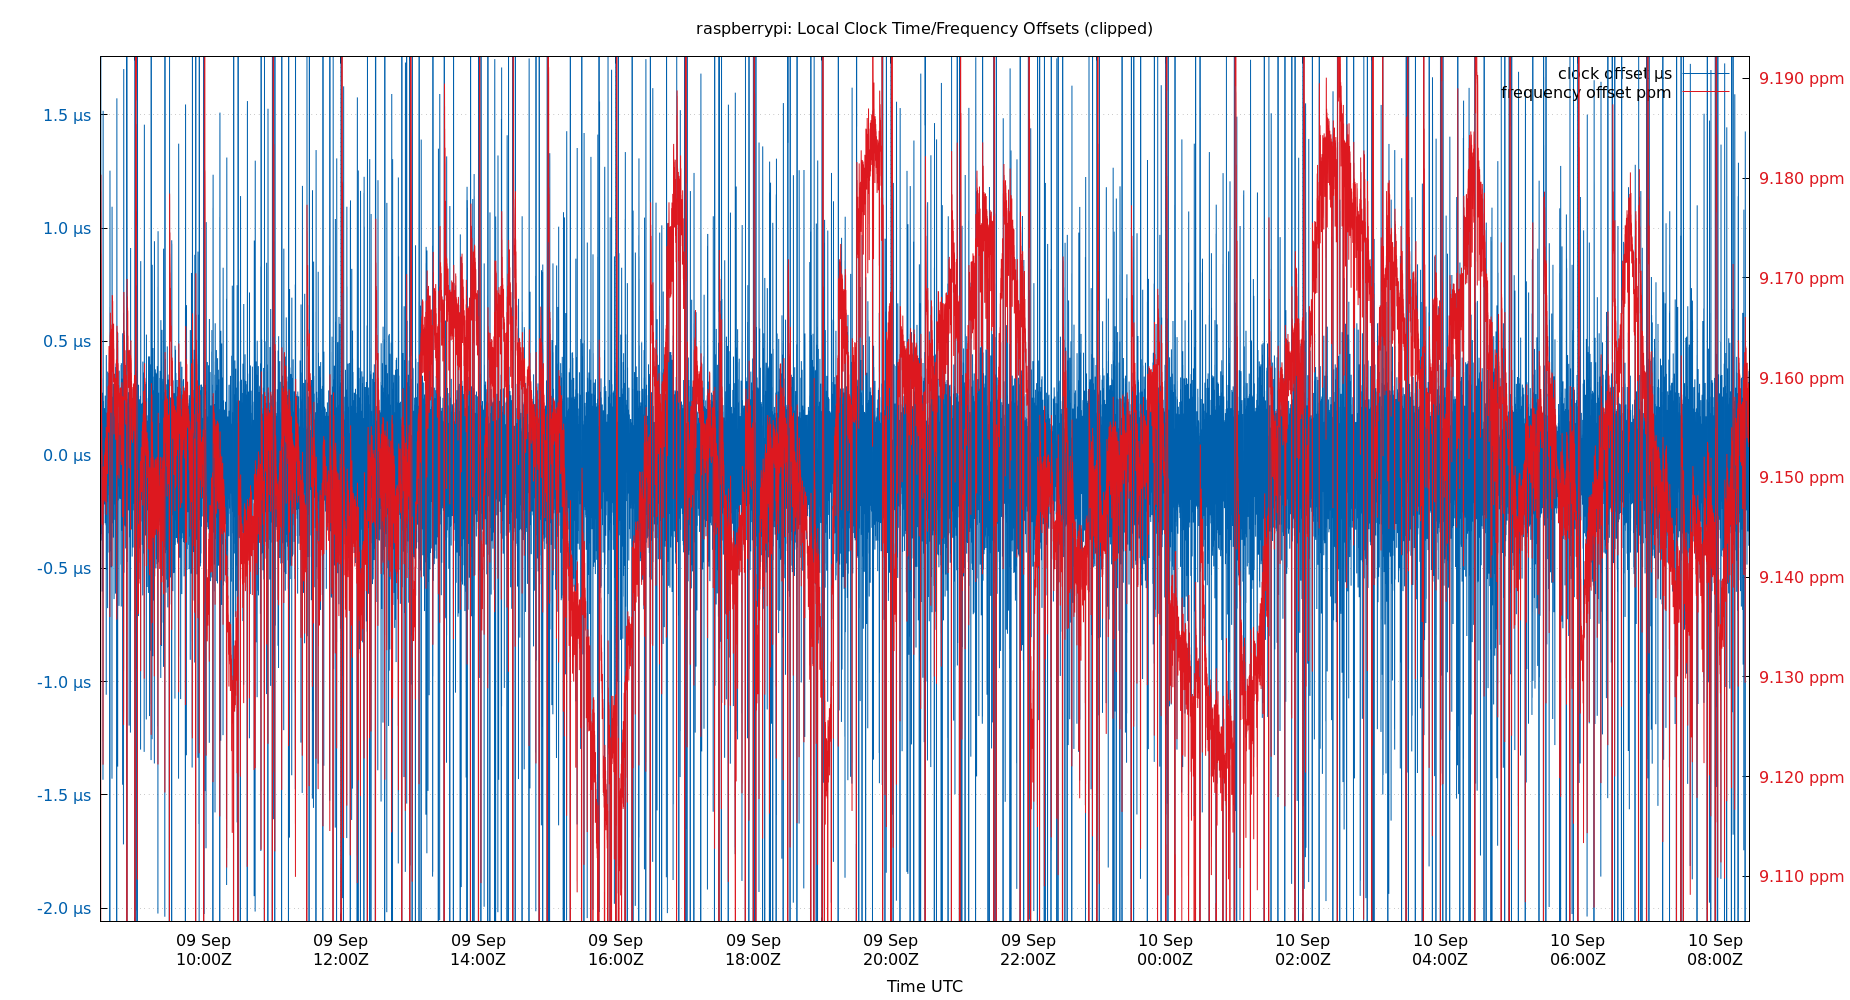 raspberrypi: Local Clock Time/Frequency Offsets (clipped)
clock offset µs
frequency offset ppm
1.5 µs
1.0 µs
0.5 µs
0.0 µs
-0.5 µs
-1.0 µs
-1.5 µs
-2.0 µs
9.190 ppm
9.180 ppm
9.170 ppm
9.160 ppm
9.150 ppm
9.140 ppm
9.130 ppm
9.120 ppm
9.110 ppm
09 Sep 09 Sep 09 Sep 09 Sep 09 Sep 09 Sep 09 Sep 10 Sep 10 Sep 10 Sep 10 Sep 10 Sep
10:00Z 12:00Z 14:00Z 16:00Z 18:00Z 20:00Z 22:00Z 00:00Z 02:00Z 04:00Z 06:00Z 08:00Z
Time UTC